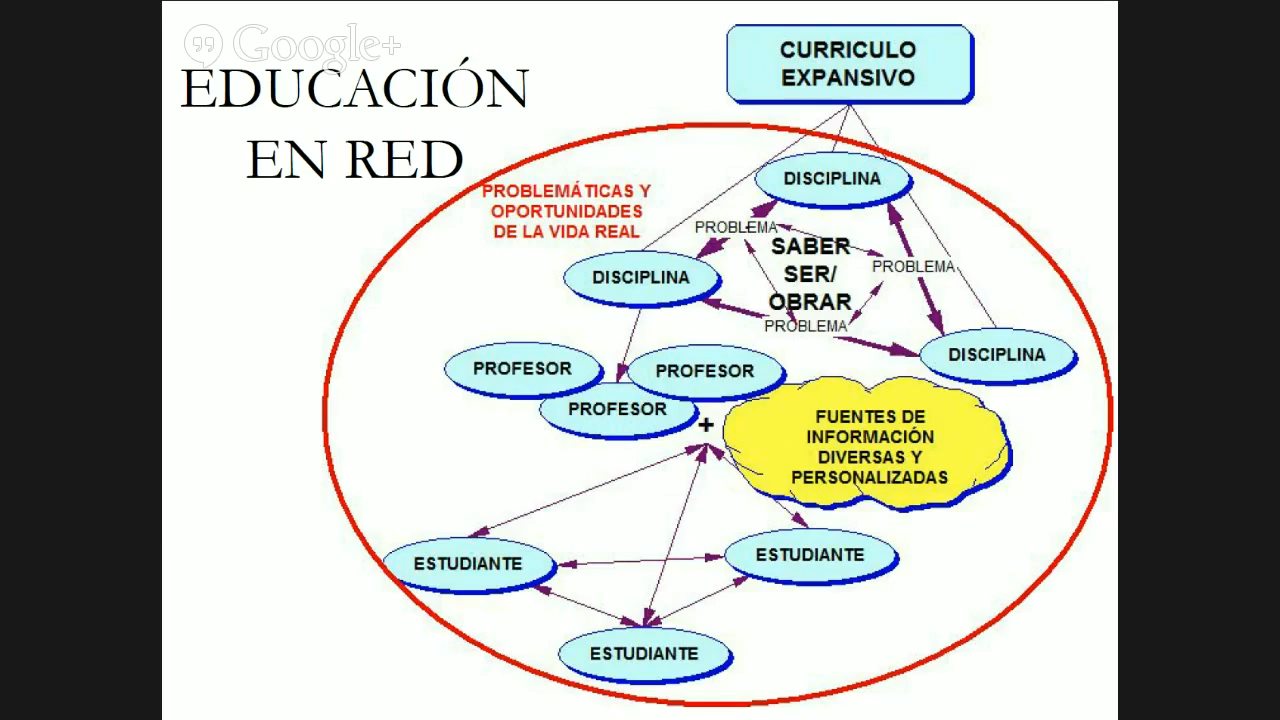 Google+
EDUCACIÓN
EN RED
CURRICULO
EXPANSIVO
PROBLEMÁTICAS Y
OPORTUNIDADES
DE LA VIDA REAL
DISCIPLINA
PROBLEMA
SABER
SER/
OBRAR
PROBLEMA
DISCIPLINA
PROBLEMA
DISCIPLINA
PROFESOR
PROFESOR
PROFESOR
+
FUENTES DE
INFORMACIÓN
DIVERSAS Y
PERSONALIZADAS
ESTUDIANTE
ESTUDIANTE
ESTUDIANTE